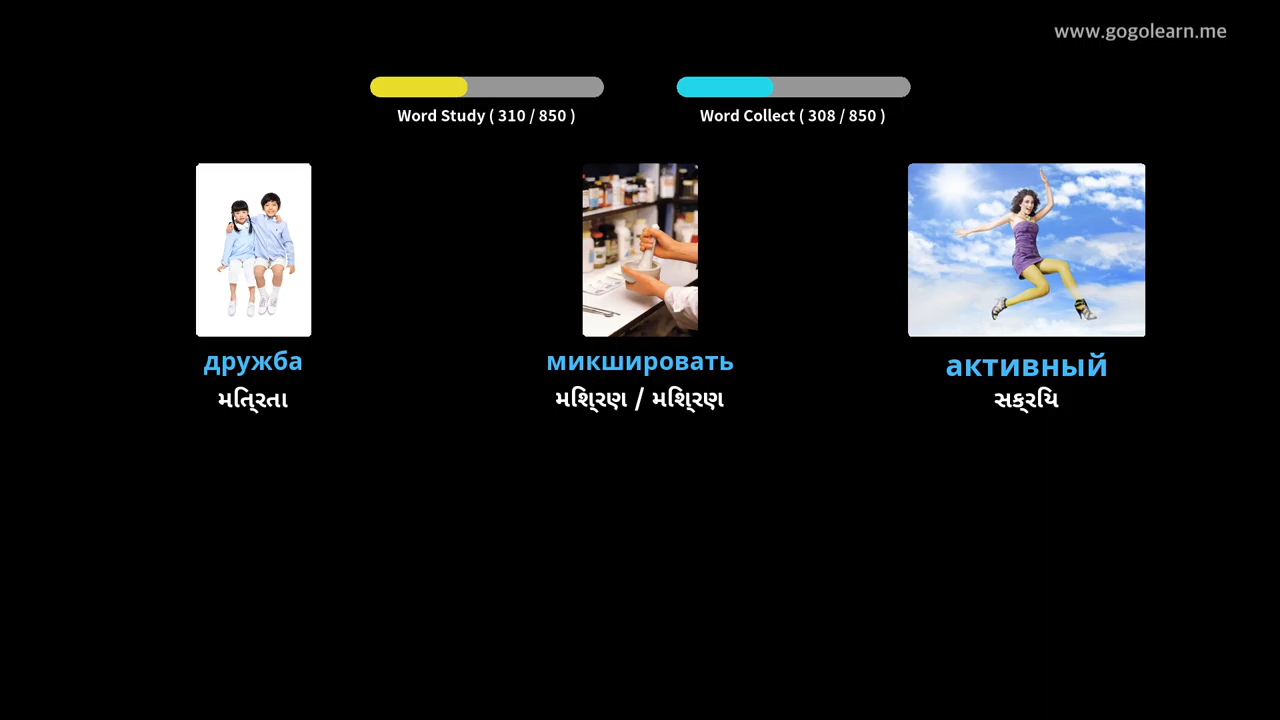 www.gogolearn.me
Word Study ( 310 / 850 )
Word Collect ( 308 / 850 )
дружба
микшировать
активный
મિત્રતા
મિશ્રણ / મિશ્રણ
સક્રિય